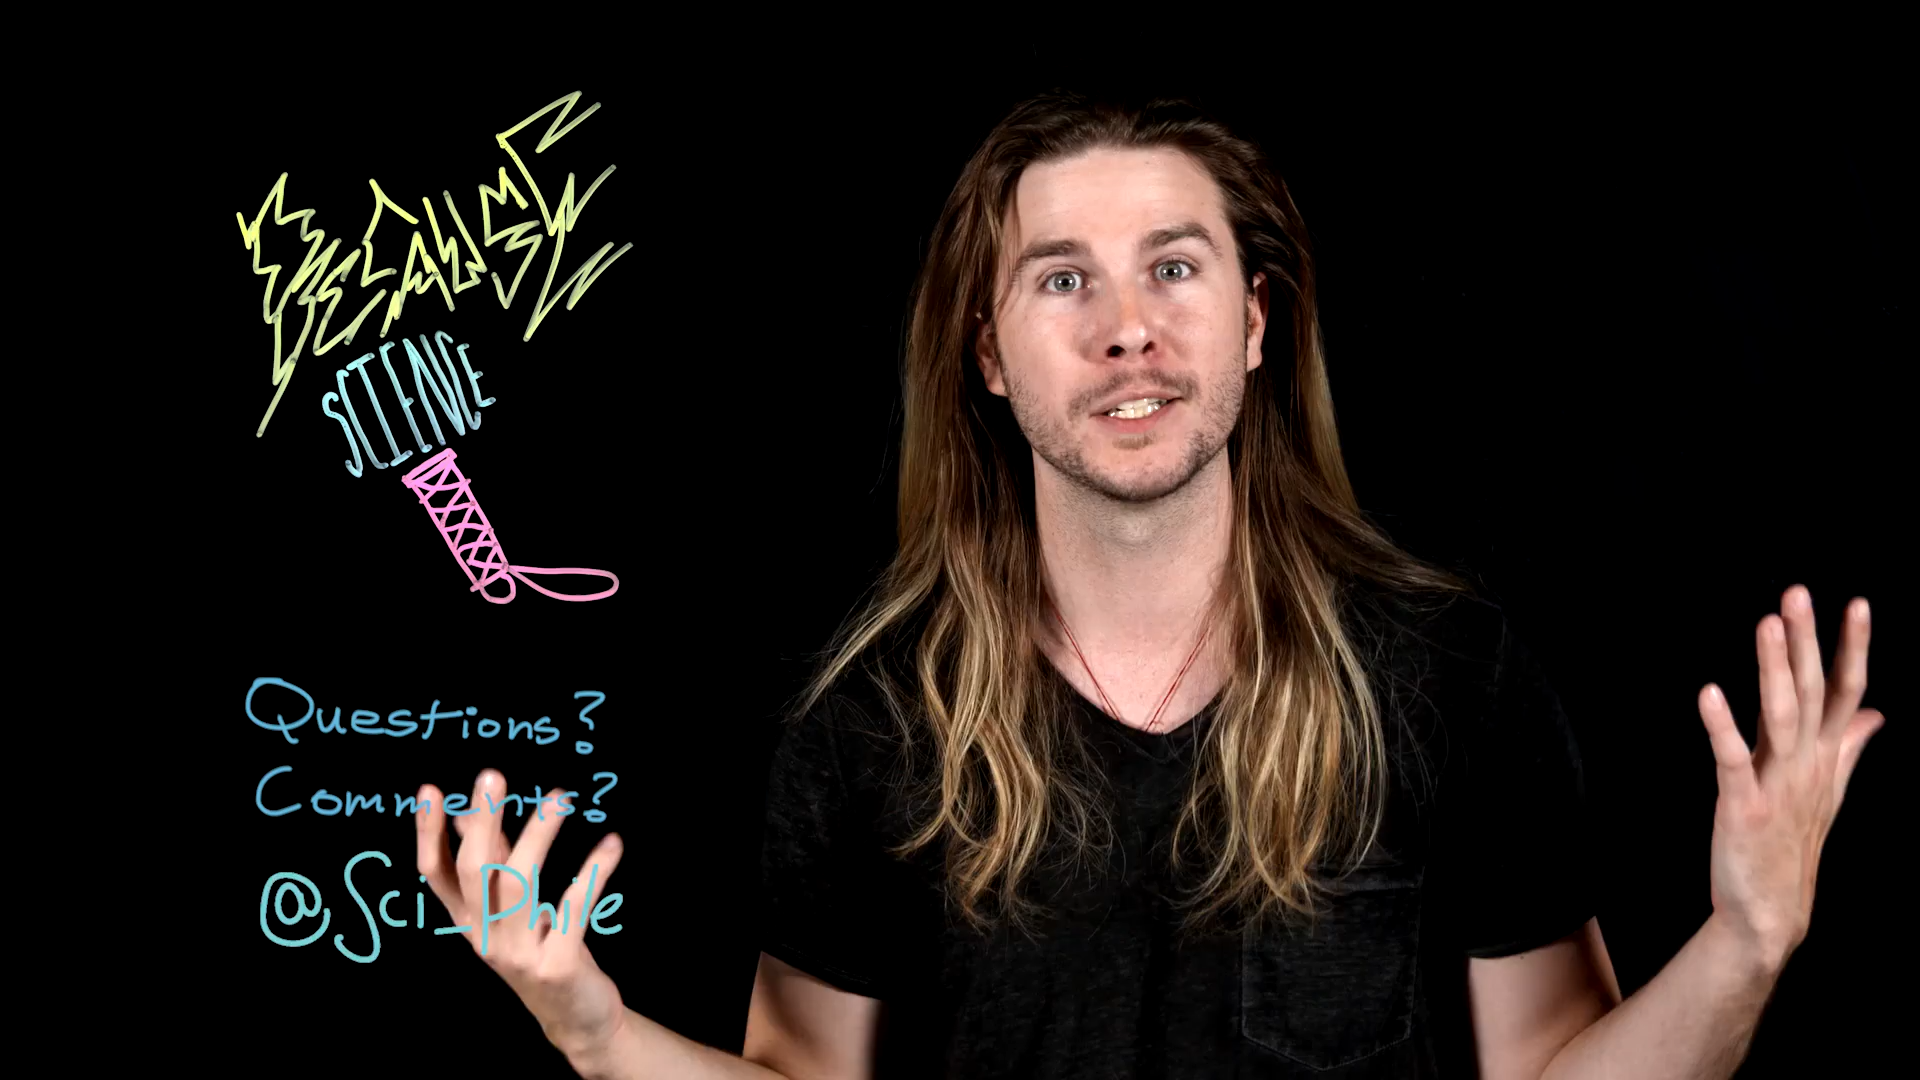 BECAUSE
SCIENCE
Questions?
Comments?
@Sci_Phile